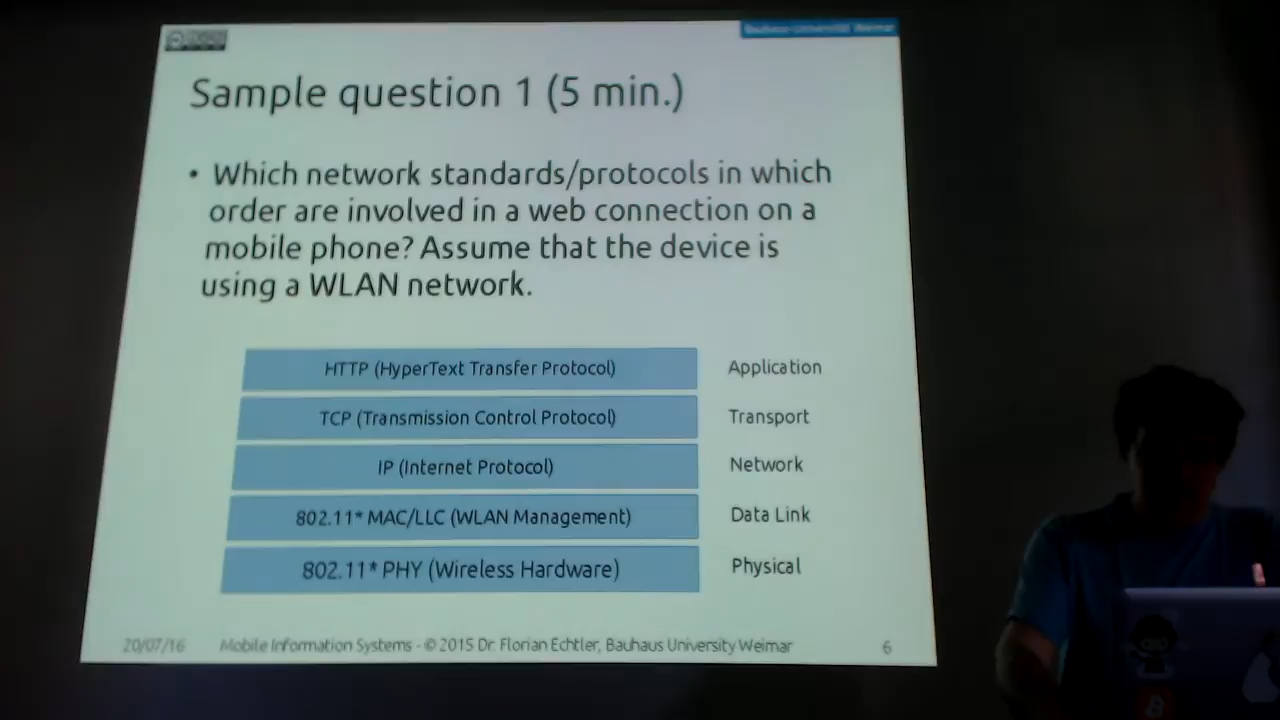 Bauhaus-Universität Weimar
Sample question 1 (5 min.)
• Which network standards/protocols in which
order are involved in a web connection on a
mobile phone? Assume that the device is
using a WLAN network.
HTTP (HyperText Transfer Protocol) Application
TCP (Transmission Control Protocol) Transport
IP (Internet Protocol) Network
802.11* MAC/LLC (WLAN Management) Data Link
802.11* PHY (Wireless Hardware) Physical
20/07/16 Mobile Information Systems - © 2015 Dr. Florian Echtler, Bauhaus University Weimar 6